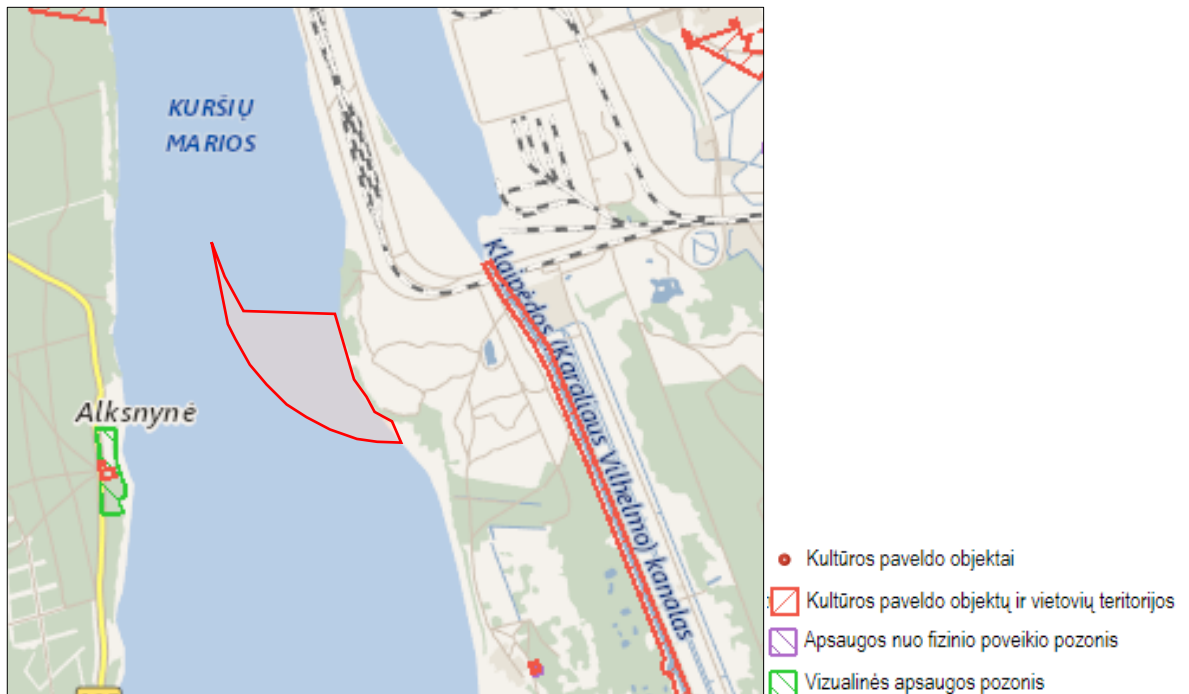 KURŠIŲ
MARIOS
Klaipėdos (Karaliaus Vilhelmo) kanalas
Alksnynė
Kultūros paveldo objektai
Kultūros paveldo objektų ir vietovių teritorijos
Apsaugos nuo fizinio poveikio pozonis
Vizualinės apsaugos pozonis